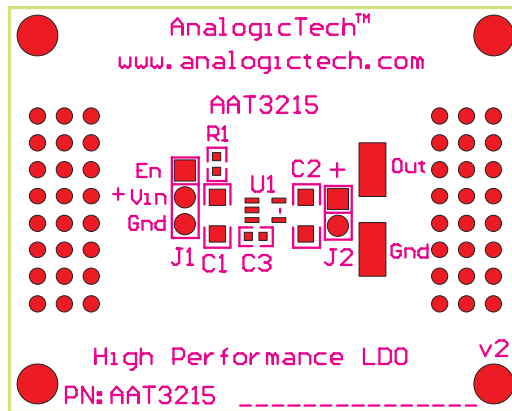 AnalogicTech™
www.analogictech.com
AAT3215
R1
En
C2 +
Out
U1
+Vin
Gnd
Gnd
J1
C1
C3
J2
High Performance LDO
v2
PN: AAT3215 _ _ _ _ _ _ _ _ _ _ _ _